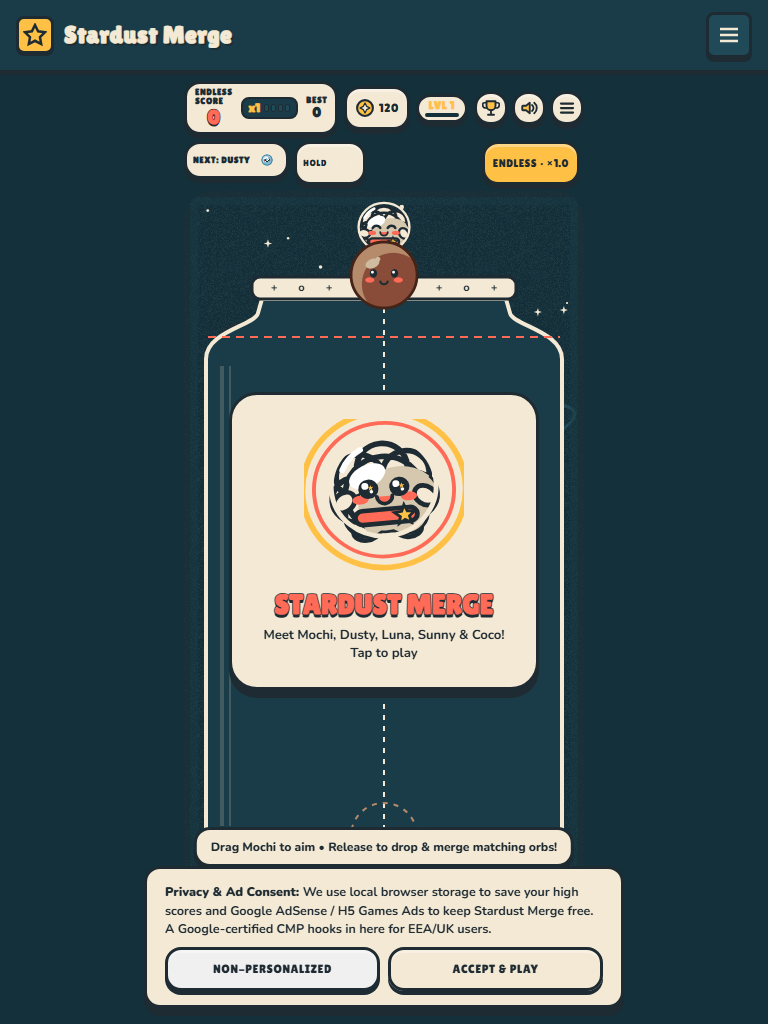 Stardust Merge
ENDLESS
SCORE
0
x1
BEST
0
120
LVL 1
NEXT: DUSTY
HOLD
ENDLESS · ×1.0
STARDUST MERGE
Meet Mochi, Dusty, Luna, Sunny & Coco!
Tap to play
Drag Mochi to aim • Release to drop & merge matching orbs!
Privacy & Ad Consent: We use local browser storage to save your high
scores and Google AdSense / H5 Games Ads to keep Stardust Merge free.
A Google-certified CMP hooks in here for EEA/UK users.
NON-PERSONALIZED
ACCEPT & PLAY